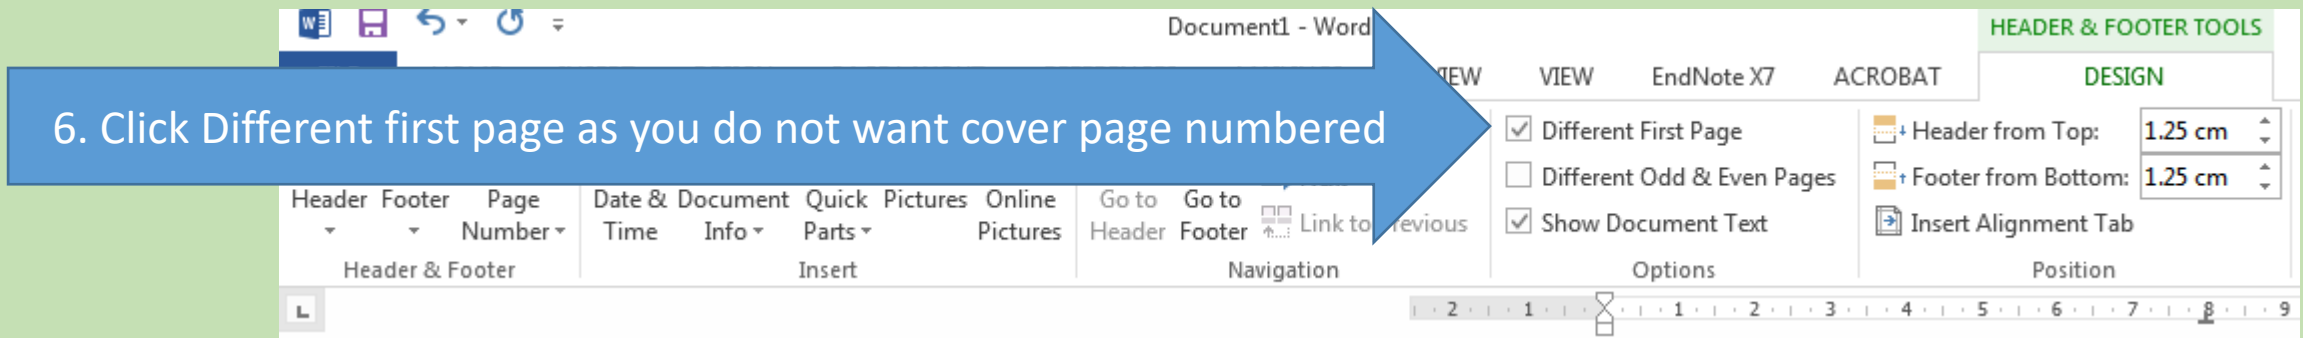 Document1 - Word
HEADER & FOOTER TOOLS
VIEW EndNote X7 ACROBAT DESIGN
6. Click Different first page as you do not want cover page numbered
Different First Page
Header from Top: 1.25 cm
Different Odd & Even Pages
Footer from Bottom: 1.25 cm
Show Document Text
Insert Alignment Tab
Header Footer Page Number
Date & Time Document Info Quick Parts Pictures Online Pictures
Go to Header Go to Footer
Link to
Header & Footer Insert Navigation Options Position
2 1 1 2 3 4 5 6 7 8 9